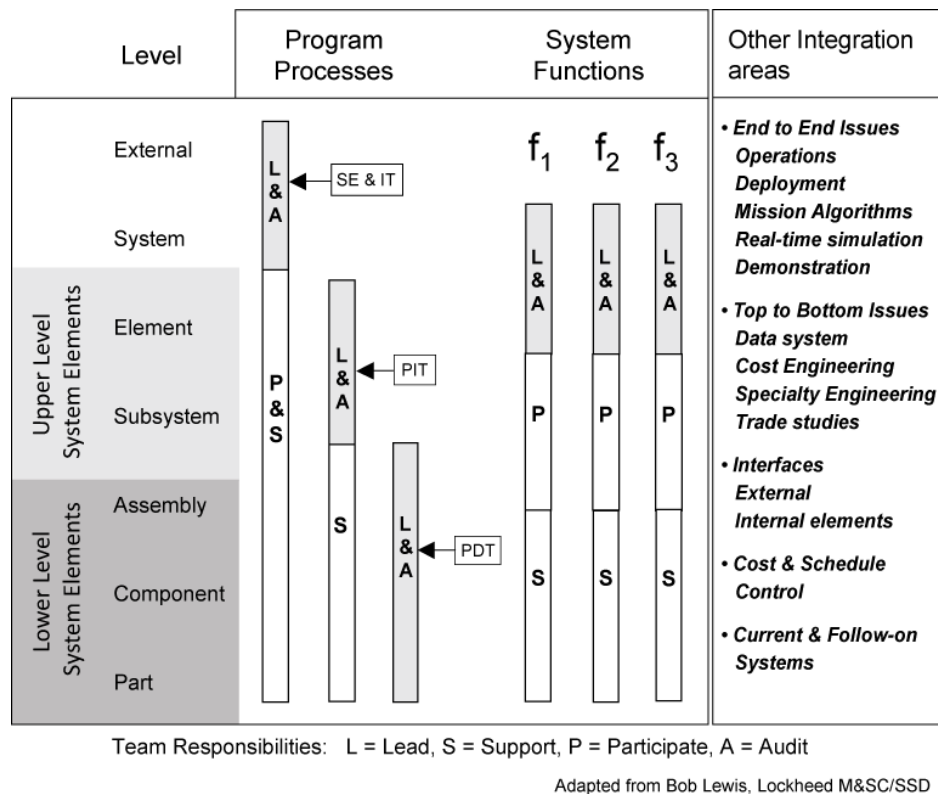 Level
Program
Processes
System
Functions
Other Integration
areas
External
System
Upper Level
System Elements
Element
Subsystem
Lower Level
System Elements
Assembly
Component
Part
L
&
A
SE & IT
P
&
S
L
&
A
PIT
S
L
&
A
PDT
f1
f2
f3
L
&
A
L
&
A
L
&
A
P
P
P
S
S
S
• End to End Issues
Operations
Deployment
Mission Algorithms
Real-time simulation
Demonstration
• Top to Bottom Issues
Data system
Cost Engineering
Specialty Engineering
Trade studies
• Interfaces
External
Internal elements
• Cost & Schedule
Control
• Current & Follow-on
Systems
Team Responsibilities: L = Lead, S = Support, P = Participate, A = Audit
Adapted from Bob Lewis, Lockheed M&SC/SSD